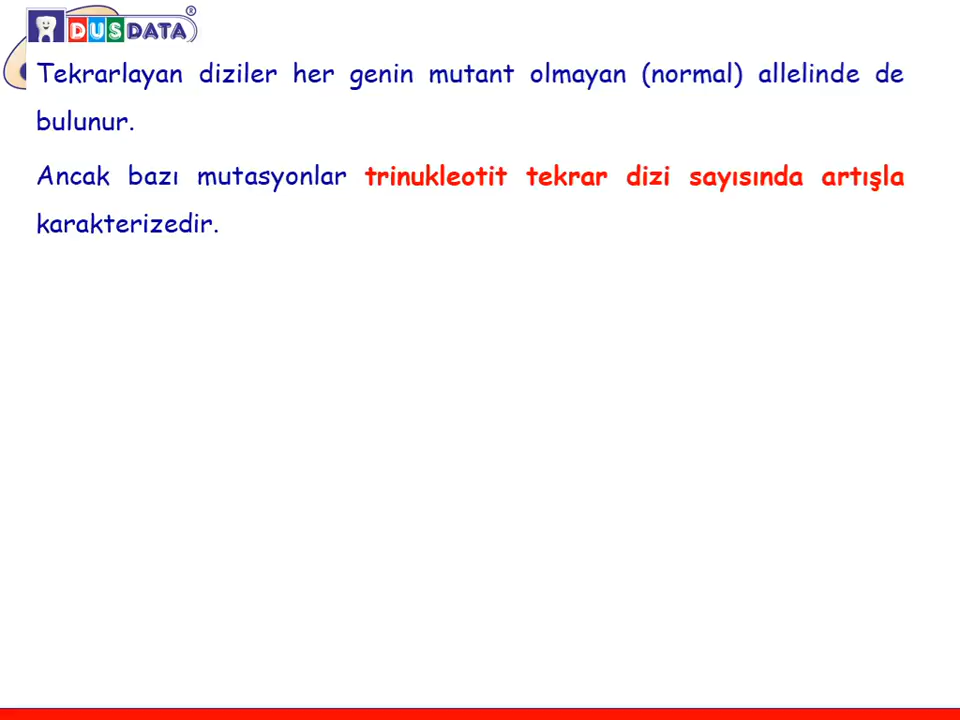 DUSDATA®
Tekrarlayan diziler her genin mutant olmayan (normal) allelinde de
bulunur.
Ancak bazı mutasyonlar trinukleotit tekrar dizi sayısında artışla
karakterizedir.